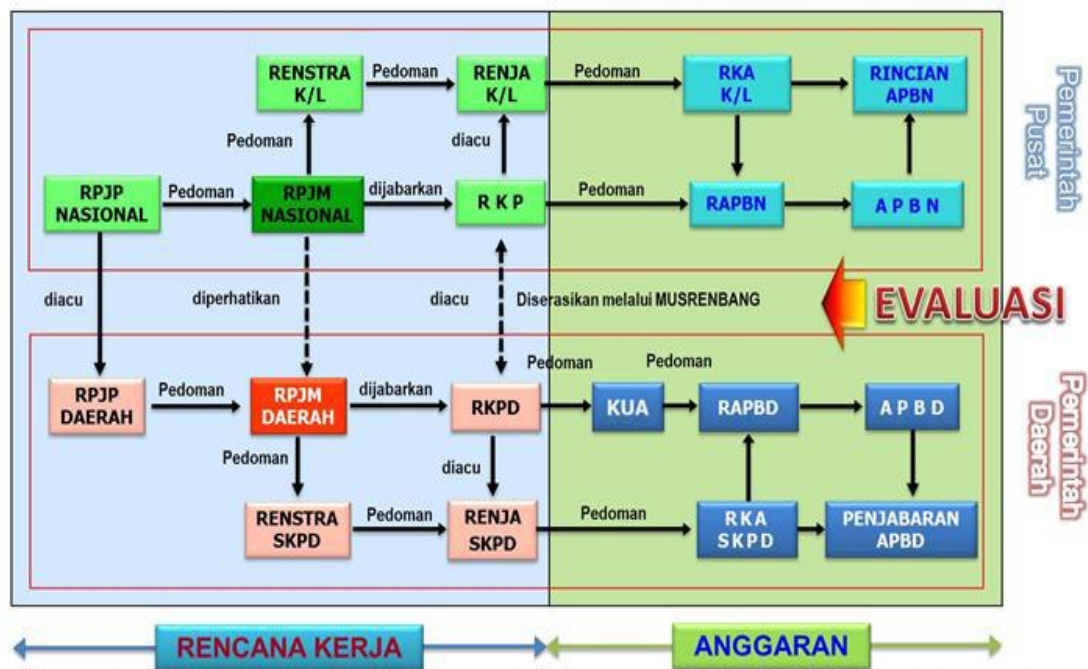 RENSTRA
K/L
Pedoman
RENJA
K/L
Pedoman
RKA
K/L
RINCIAN
APBN
Pemerintah
Pusat
Pedoman
diacu
RPJP
NASIONAL
Pedoman
RPJM
NASIONAL
dijabarkan
R K P
Pedoman
RAPBN
A P B N
diacu
diperhatikan
diacu
Diserasikan melalui MUSRENBANG
EVALUASI
Pedoman
Pedoman
RPJP
DAERAH
Pedoman
RPJM
DAERAH
dijabarkan
RKPD
KUA
RAPBD
A P B D
Pemerintah
Daerah
Pedoman
diacu
RENSTRA
SKPD
Pedoman
RENJA
SKPD
Pedoman
RKA
SKPD
PENJABARAN
APBD
RENCANA KERJA
ANGGARAN